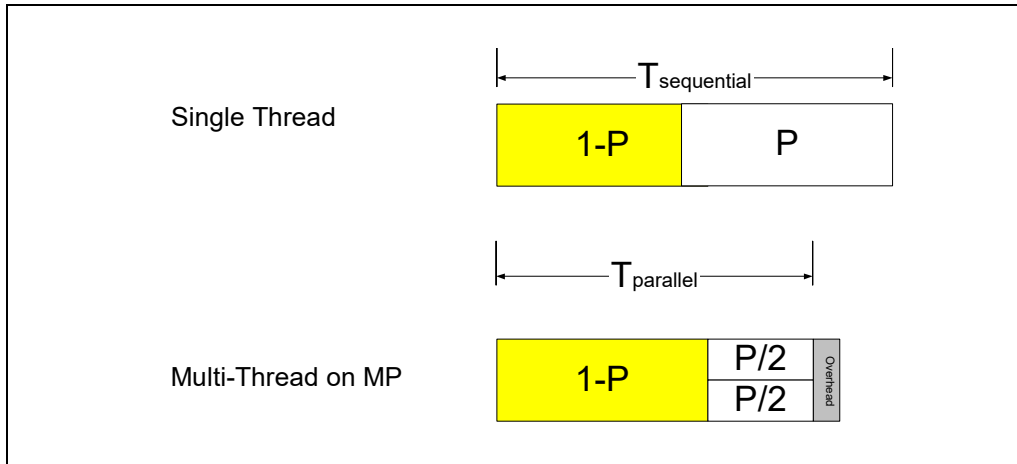 Tsequential
Single Thread
1-P
P
Tparallel
Multi-Thread on MP
1-P
P/2
P/2
Overhead